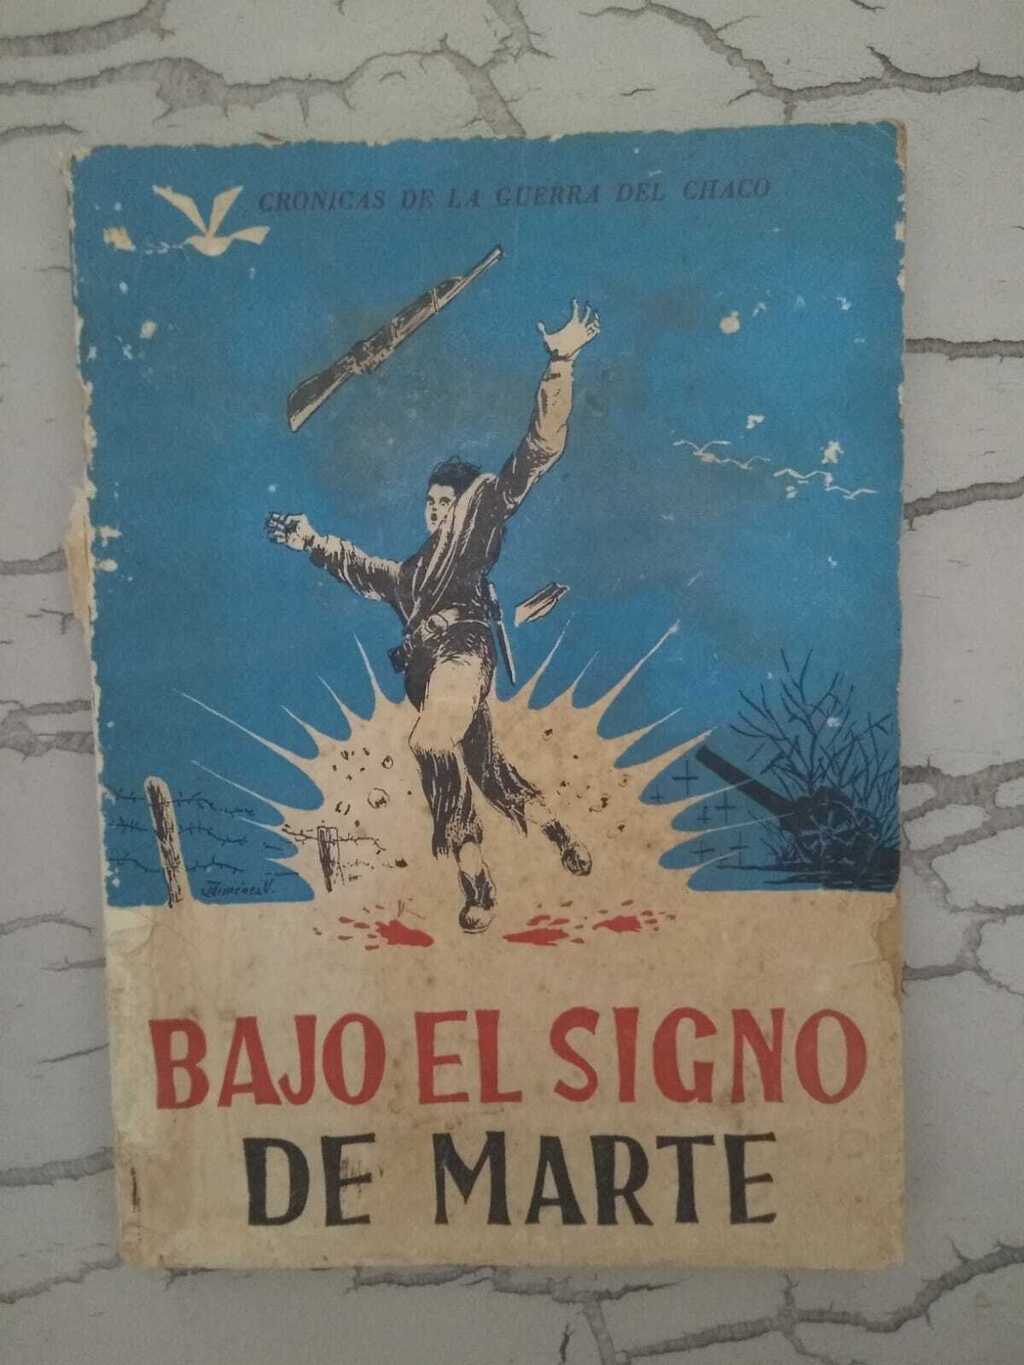 CRONICAS DE LA GUERRA DEL CHACO
BAJO EL SIGNO
DE MARTE